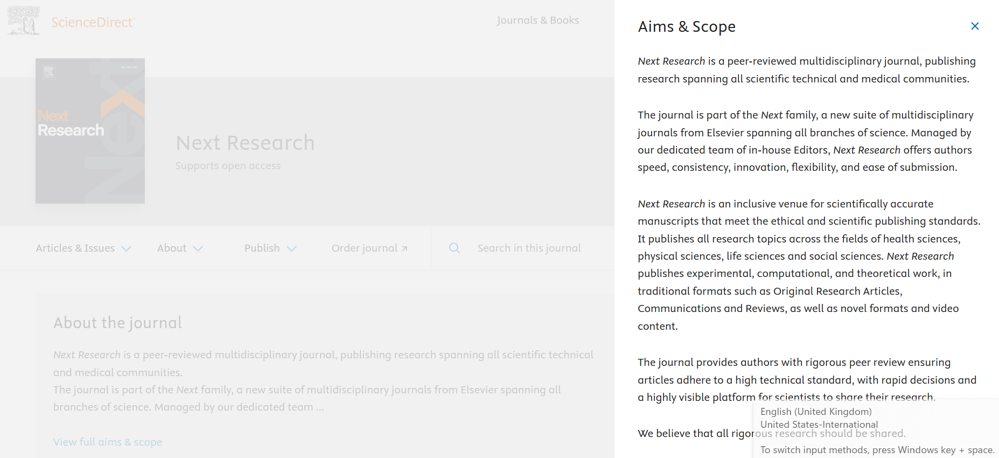 ScienceDirect
Journals & Books
Next
Research
Next
Next Research
Supports open access
Articles & Issues
About
Publish
Order journal ↗
Search in this journal
About the journal
Next Research is a peer-reviewed multidisciplinary journal, publishing research spanning all scientific technical
and medical communities.
The journal is part of the Next family, a new suite of multidisciplinary journals from Elsevier spanning all
branches of science. Managed by our dedicated team ...
View full aims & scope
Aims & Scope
Next Research is a peer-reviewed multidisciplinary journal, publishing
research spanning all scientific technical and medical communities.
The journal is part of the Next family, a new suite of multidisciplinary
journals from Elsevier spanning all branches of science. Managed by
our dedicated team of in-house Editors, Next Research offers authors
speed, consistency, innovation, flexibility, and ease of submission.
Next Research is an inclusive venue for scientifically accurate
manuscripts that meet the ethical and scientific publishing standards.
It publishes all research topics across the fields of health sciences,
physical sciences, life sciences and social sciences. Next Research
publishes experimental, computational, and theoretical work, in
traditional formats such as Original Research Articles,
Communications and Reviews, as well as novel formats and video
content.
The journal provides authors with rigorous peer review ensuring
articles adhere to a high technical standard, with rapid decisions and
a highly visible platform for scientists to share their research.
We believe that all rigorous research should be shared.
English (United Kingdom)
United States-International
To switch input methods, press Windows key + space.